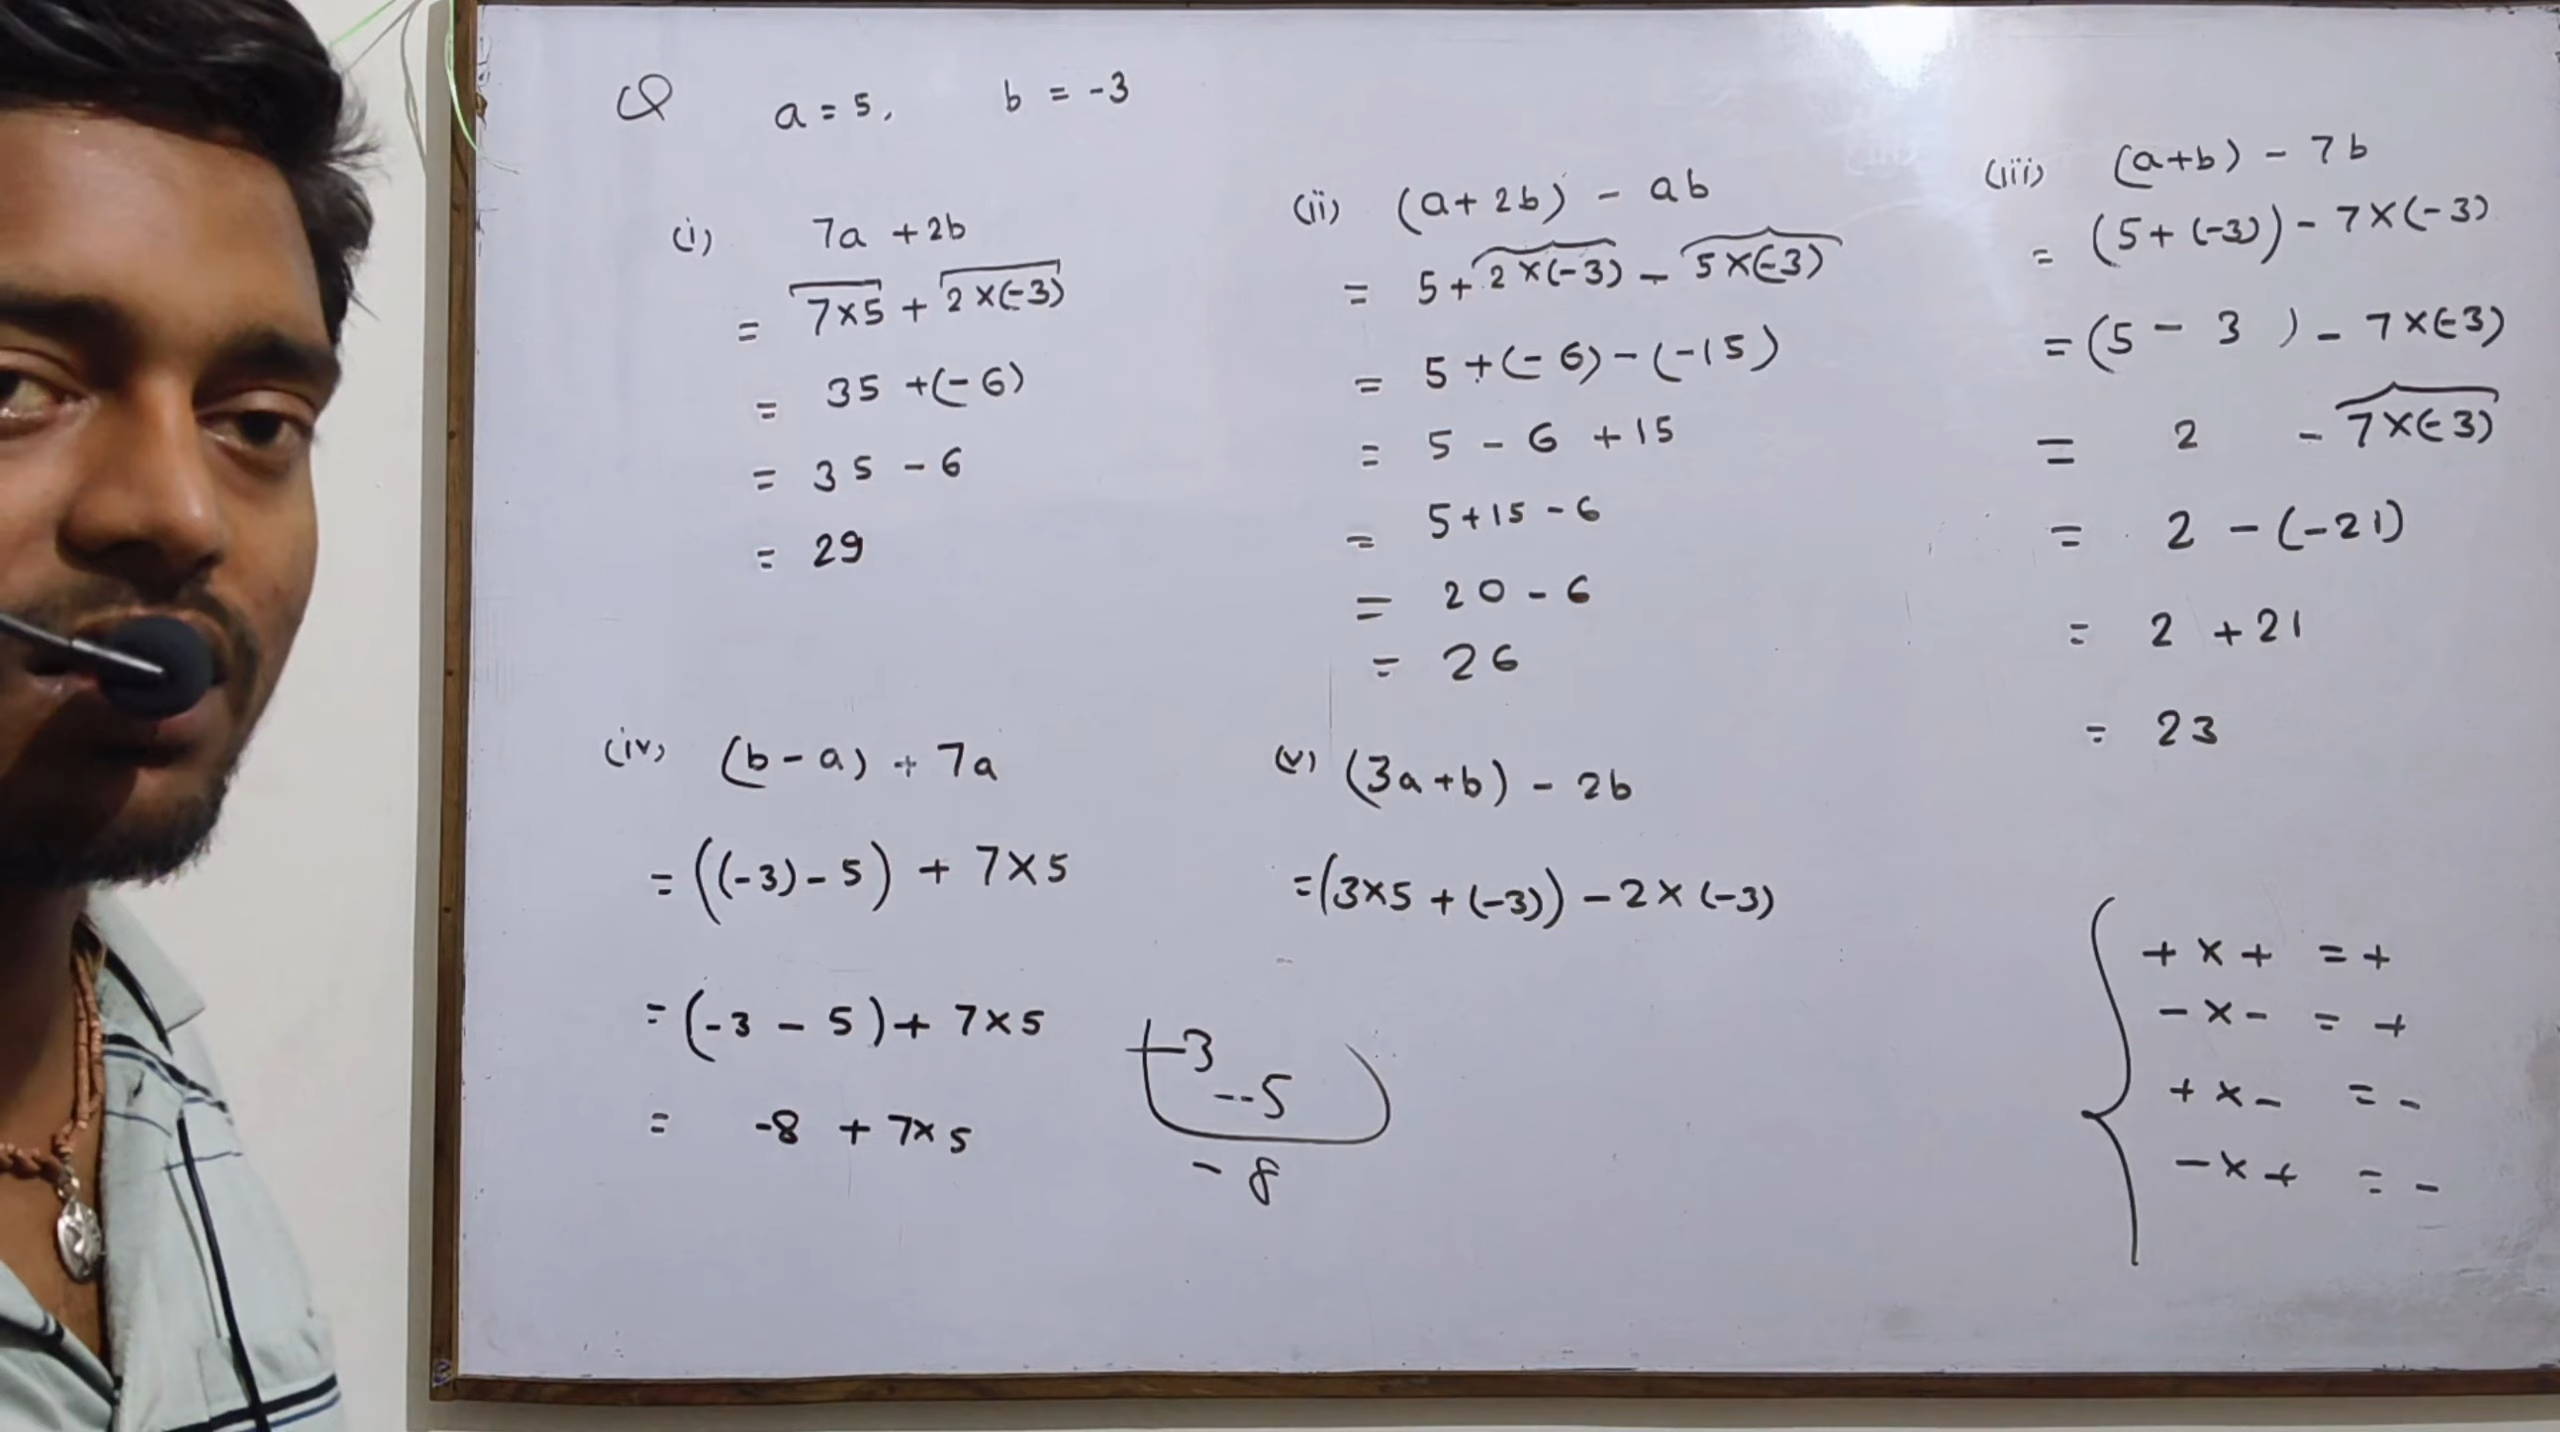 Q a = 5, b = -3
(i) 7a + 2b
= 7×5 + 2×(-3)
= 35 +(-6)
= 35 - 6
= 29
(ii) (a + 2b) - ab
= 5 + 2×(-3) - 5×(-3)
= 5 +(-6) - (-15)
= 5 - 6 + 15
= 5+15 - 6
= 20 - 6
= 26
(iii) (a+b) - 7b
= (5 + (-3)) - 7×(-3)
= (5 - 3 ) - 7×(-3)
= 2 - 7×(-3)
= 2 - (-21)
= 2 + 21
= 23
(iv) (b - a) + 7a
= ((-3) - 5) + 7×5
= (-3 - 5) + 7×5
= -8 + 7×5
+3
--5
- 8
(v) (3a + b) - 2b
= (3×5 + (-3)) - 2×(-3)
+ × + = +
- × - = +
+ × - = -
- × + = -